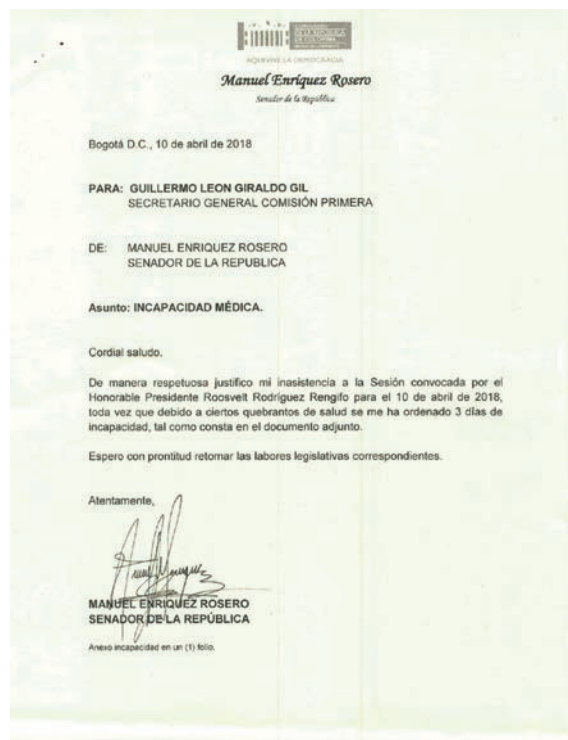 AQUÍ VIVE LA DEMOCRACIA
Manuel Enríquez Rosero
Senador de la República
Bogotá D.C., 10 de abril de 2018
PARA: GUILLERMO LEON GIRALDO GIL
SECRETARIO GENERAL COMISIÓN PRIMERA
DE: MANUEL ENRIQUEZ ROSERO
SENADOR DE LA REPUBLICA
Asunto: INCAPACIDAD MÉDICA.
Cordial saludo.
De manera respetuosa justifico mi inasistencia a la Sesión convocada por el
Honorable Presidente Roosvelt Rodríguez Rengifo para el 10 de abril de 2018,
toda vez que debido a ciertos quebrantos de salud se me ha ordenado 3 días de
incapacidad, tal como consta en el documento adjunto.
Espero con prontitud retomar las labores legislativas correspondientes.
Atentamente,
MANUEL ENRIQUEZ ROSERO
SENADOR DE LA REPÚBLICA
Anexo incapacidad en un (1) folio.